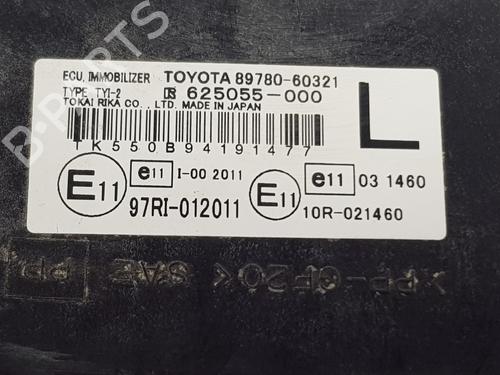 ECU, IMMOBILIZER TOYOTA 89780-60321
TYPE TYI-2 625055-000
TOKAI RIKA CO., LTD. MADE IN JAPAN
L
TK550B94191477
E11 e11 I-00 2011 E11 e11 03 1460
97RI-012011 10R-021460
B-PARTS